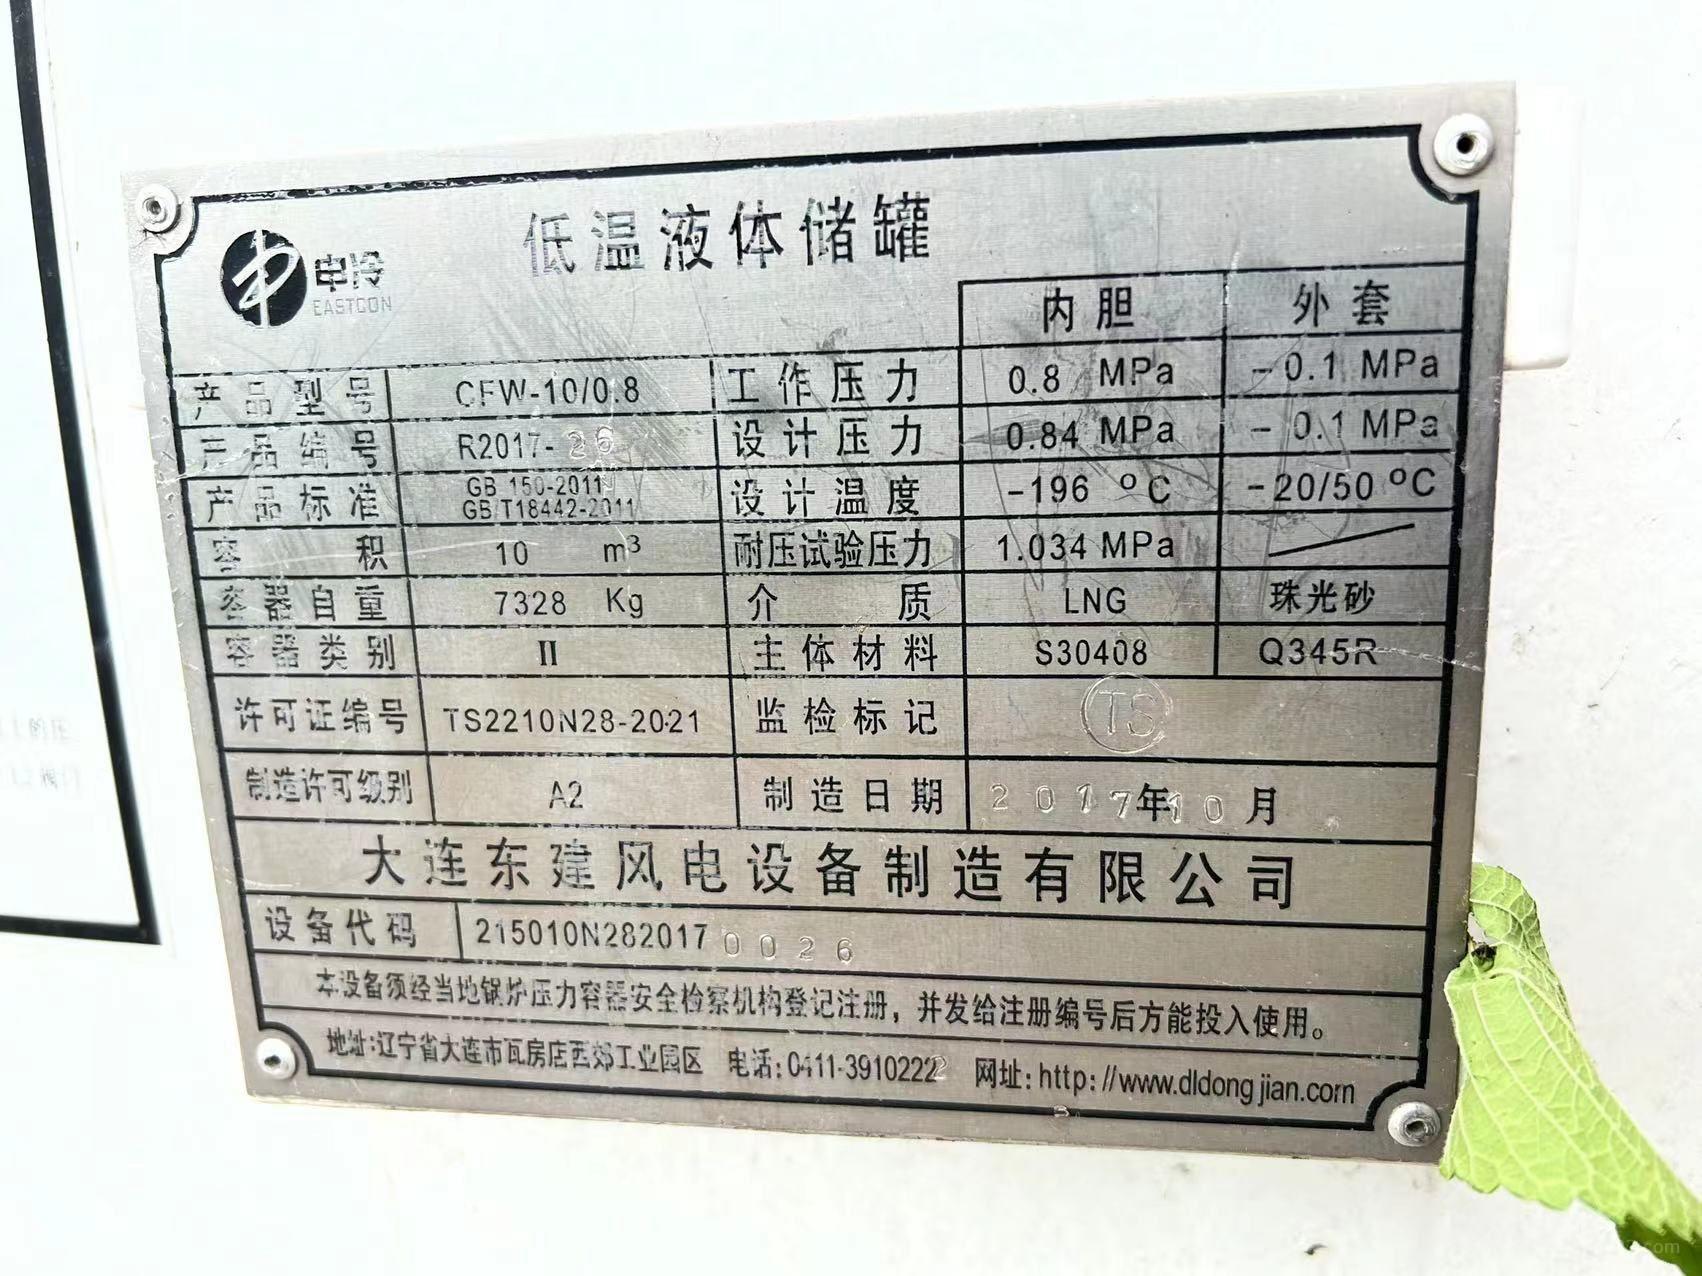 申冷
EASTCON
低温液体储罐
内胆 外套
产品型号 CFW-10/0.8 工作压力 0.8 MPa -0.1 MPa
产品编号 R2017-26 设计压力 0.84 MPa -0.1 MPa
产品标准 GB 150-2011 GB/T18442-2011 设计温度 -196 ºC -20/50 ºC
容积 10 m³ 耐压试验压力 1.034 MPa
容器自重 7328 Kg 介质 LNG 珠光砂
容器类别 II 主体材料 S30408 Q345R
许可证编号 TS2210N28-2021 监检标记 TS
制造许可级别 A2 制造日期 2017年10月
大连东建风电设备制造有限公司
设备代码 215010N2820170026
本设备须经当地锅炉压力容器安全检察机构登记注册，并发给注册编号后方能投入使用。
地址:辽宁省大连市瓦房店西郊工业园区 电话:0411-39102222 网址:http://www.dldongjian.com